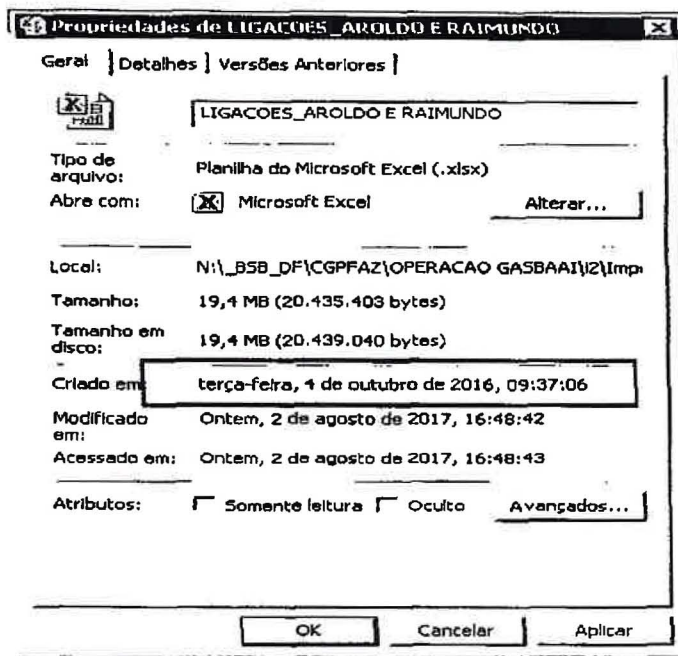 Propriedades de LIGACOES_AROLDO E RAIMUNDO
Geral Detalhes Versões Anteriores
LIGACOES_AROLDO E RAIMUNDO
Tipo de arquivo: Planilha do Microsoft Excel (.xlsx)
Abre com: Microsoft Excel Alterar...
Local: N:\_BSB_DF\CGPFAZ\OPERACAO GASBAAI\I2\Imp
Tamanho: 19,4 MB (20.435.403 bytes)
Tamanho em disco: 19,4 MB (20.439.040 bytes)
Criado em: terça-feira, 4 de outubro de 2016, 09:37:06
Modificado em: Ontem, 2 de agosto de 2017, 16:48:42
Acessado em: Ontem, 2 de agosto de 2017, 16:48:43
Atributos: Somente leitura Oculto Avançados...
OK Cancelar Aplicar